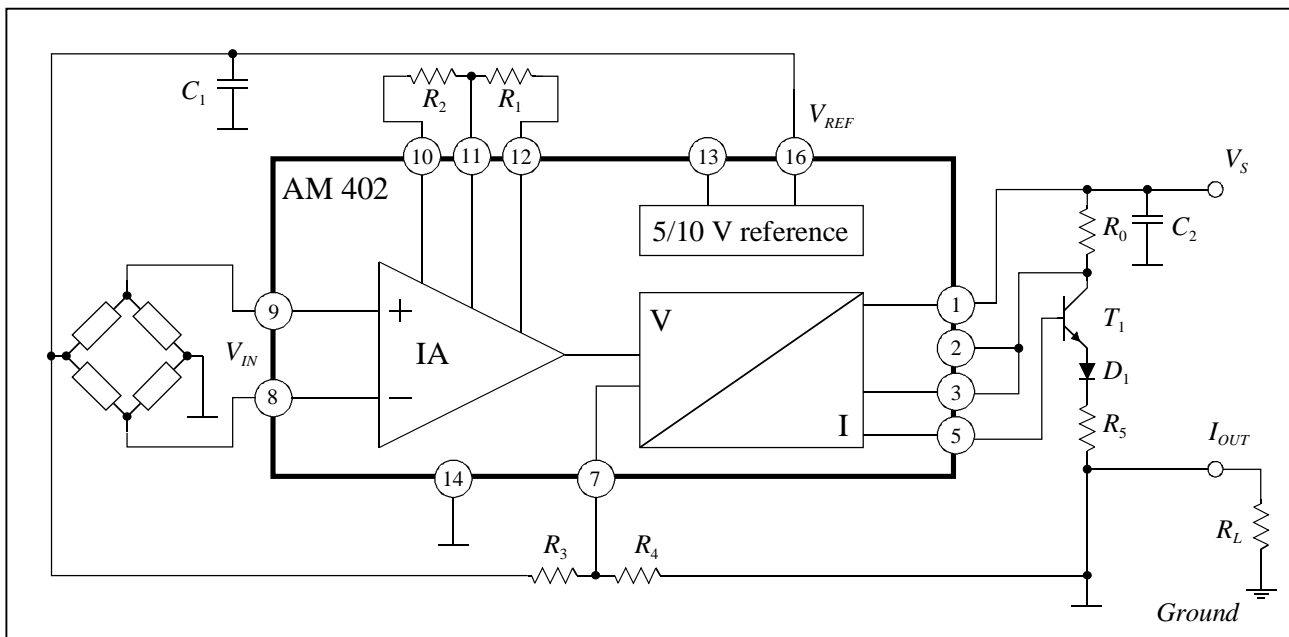 C1
R2
R1
VREF
10
11
12
13
16
AM 402
5/10 V reference
VS
R0
C2
9
+
IA
VIN
8
−
V
I
1
2
3
5
T1
D1
R5
IOUT
14
7
R3
R4
RL
Ground